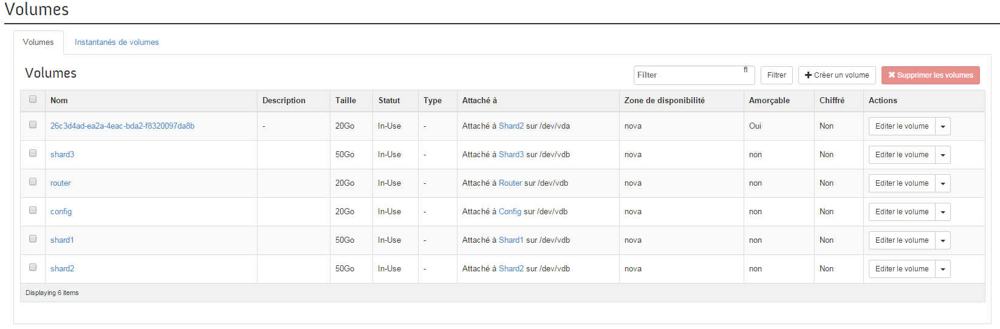 Volumes
Volumes Instantanés de volumes
Volumes Filter fl Filtrer Créer un volume Supprimer les volumes
Nom Description Taille Statut Type Attaché à Zone de disponibilité Amorçable Chiffré Actions
26c3d4ad-ea2a-4eac-bda2-f8320097da8b - 20Go In-Use - Attaché à Shard2 sur /dev/vda nova Oui Non Editer le volume
shard3 50Go In-Use - Attaché à Shard3 sur /dev/vdb nova non Non Editer le volume
router 20Go In-Use - Attaché à Router sur /dev/vdb nova non Non Editer le volume
config 20Go In-Use - Attaché à Config sur /dev/vdb nova non Non Editer le volume
shard1 50Go In-Use - Attaché à Shard1 sur /dev/vdb nova non Non Editer le volume
shard2 50Go In-Use - Attaché à Shard2 sur /dev/vdb nova non Non Editer le volume
Displaying 6 items